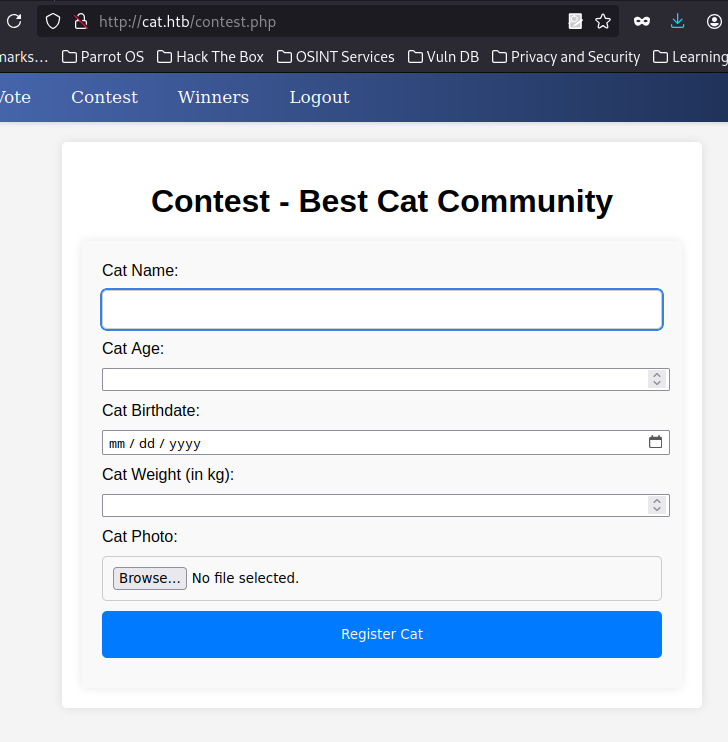 http://cat.htb/contest.php
marks... Parrot OS Hack The Box OSINT Services Vuln DB Privacy and Security Learning
Vote Contest Winners Logout
Contest - Best Cat Community
Cat Name:
Cat Age:
Cat Birthdate:
mm / dd / yyyy
Cat Weight (in kg):
Cat Photo:
Browse... No file selected.
Register Cat